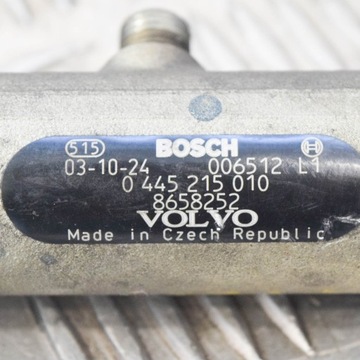 515 BOSCH
03-10-24 006512 L1
0 445 215 010
8658252
VOLVO
Made in Czech Republic